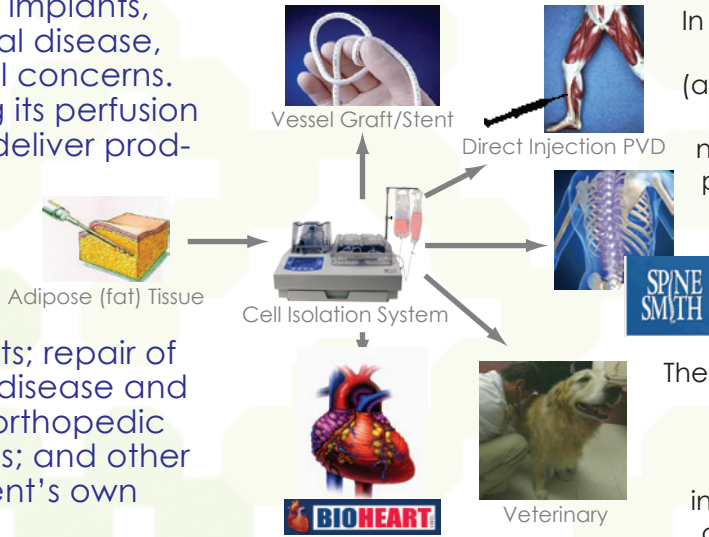 implants,
al disease,
l concerns.
g its perfusion
deliver prod-
ts; repair of
disease and
orthopedic
s; and other
ent's own
Vessel Graft/Stent
Direct Injection PVD
Adipose (fat) Tissue
Cell Isolation System
SPINE
SMITH
BIOHEART
Veterinary
In
(a
n
p
The
in